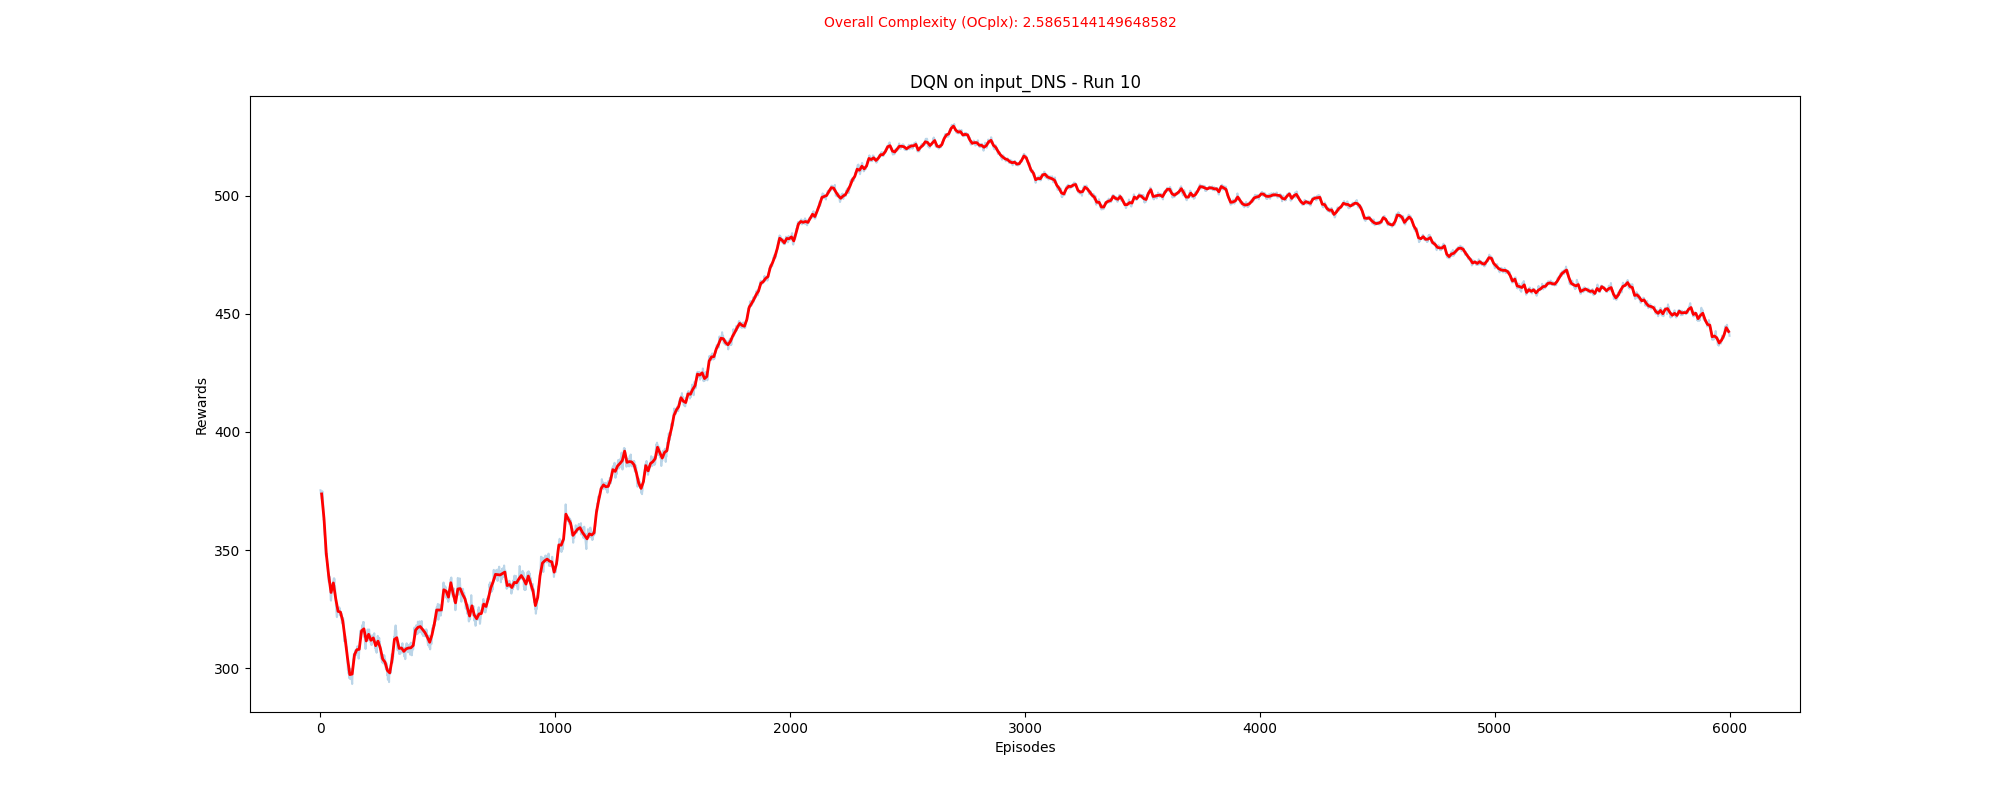 Overall Complexity (OCplx): 2.5865144149648582
DQN on input_DNS - Run 10
500
450
400
350
300
Rewards
0 1000 2000 3000 4000 5000 6000
Episodes